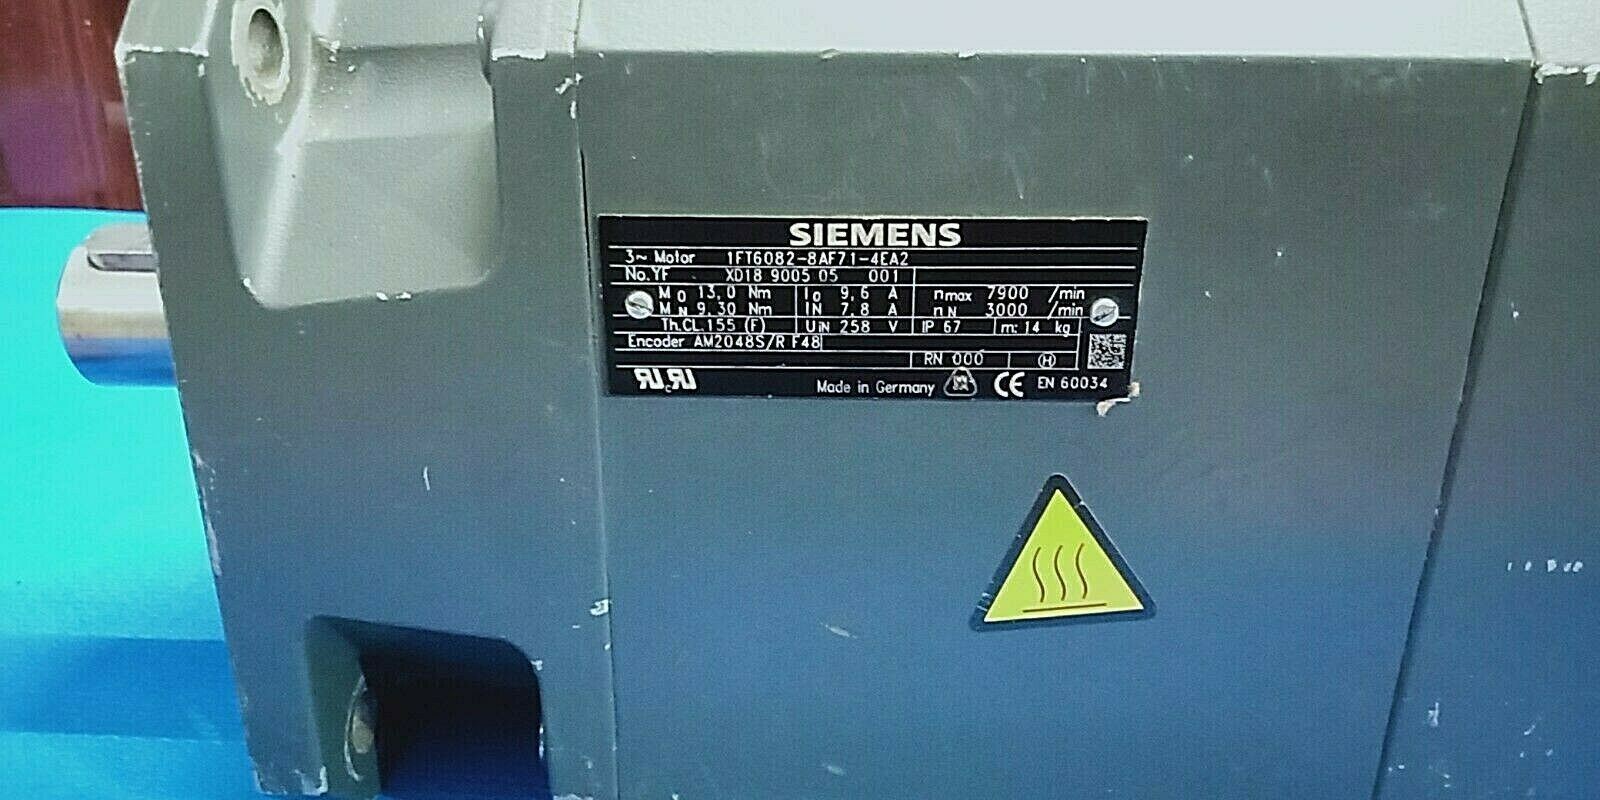 SIEMENS
3~ Motor 1FT6082-8AF71-4EA2
No.YF XD18 9005 05 001
M0 13,0 Nm I0 9,6 A nmax 7900 /min
MN 9,30 Nm IN 7,8 A nN 3000 /min
Th.CL.155 (F) UiN 258 V IP 67 m: 14 kg
Encoder AM2048S/R F48
RN 000 H
RU c RU Made in Germany CE EN 60034